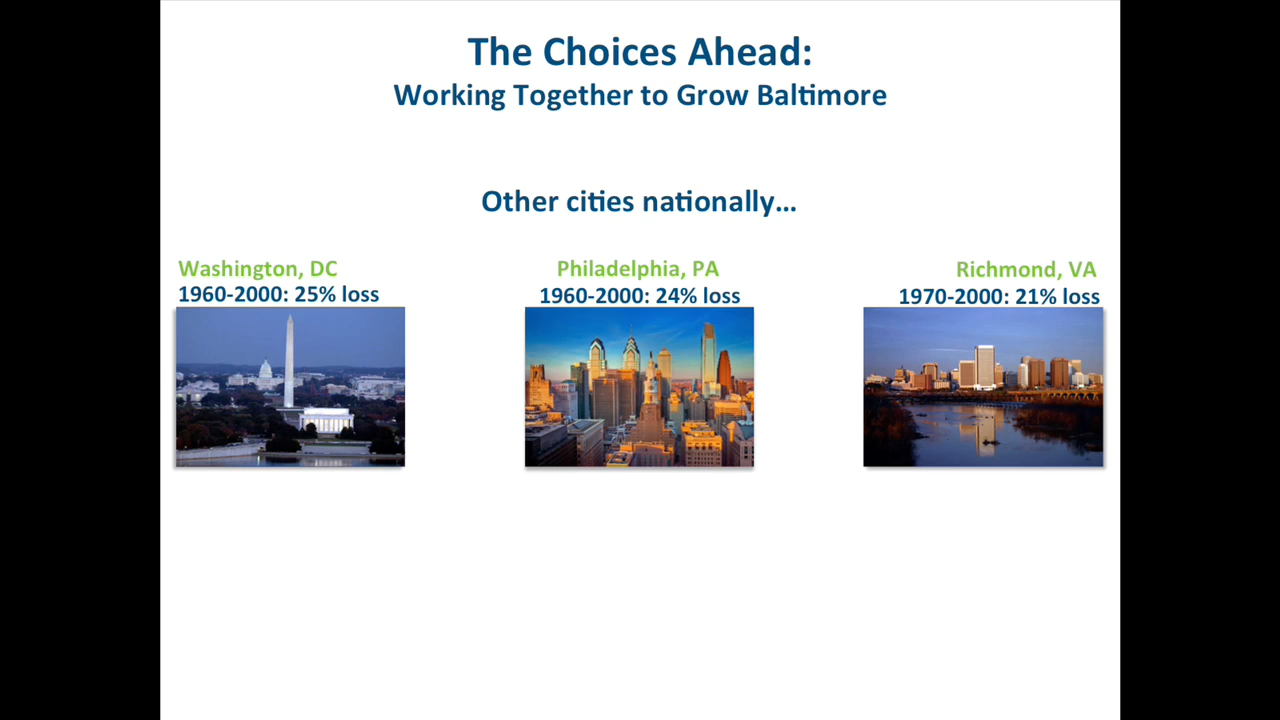 The Choices Ahead:
Working Together to Grow Baltimore
Other cities nationally...
Washington, DC
1960-2000: 25% loss
Philadelphia, PA
1960-2000: 24% loss
Richmond, VA
1970-2000: 21% loss